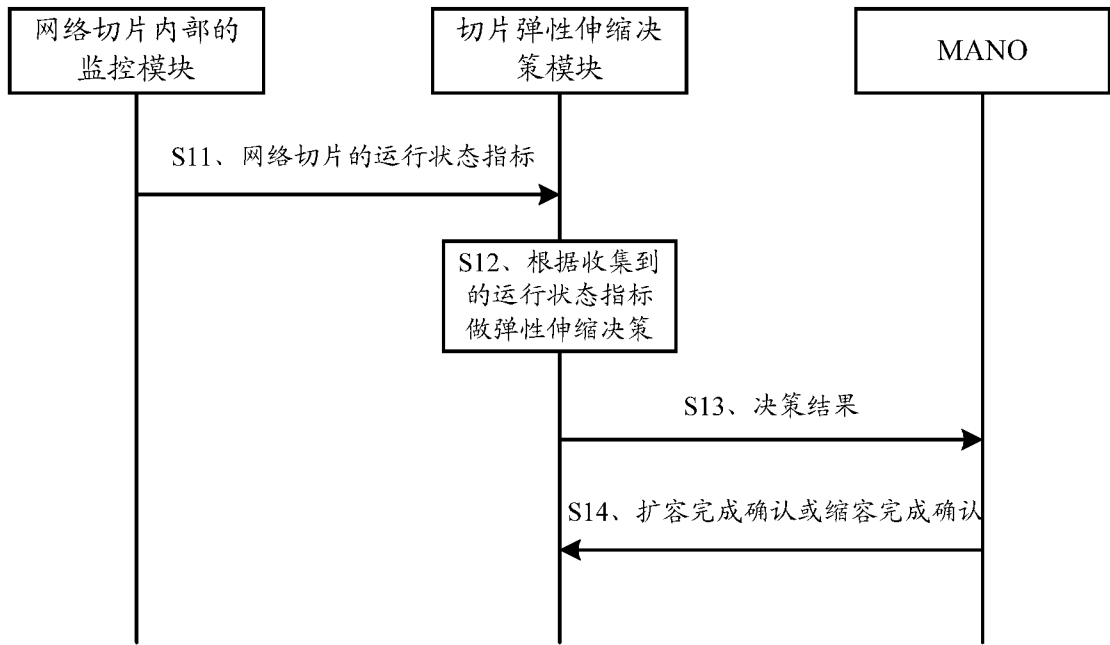 网络切片内部的
监控模块
切片弹性伸缩决
策模块
MANO
S11、网络切片的运行状态指标
S12、根据收集到
的运行状态指标
做弹性伸缩决策
S13、决策结果
S14、扩容完成确认或缩容完成确认